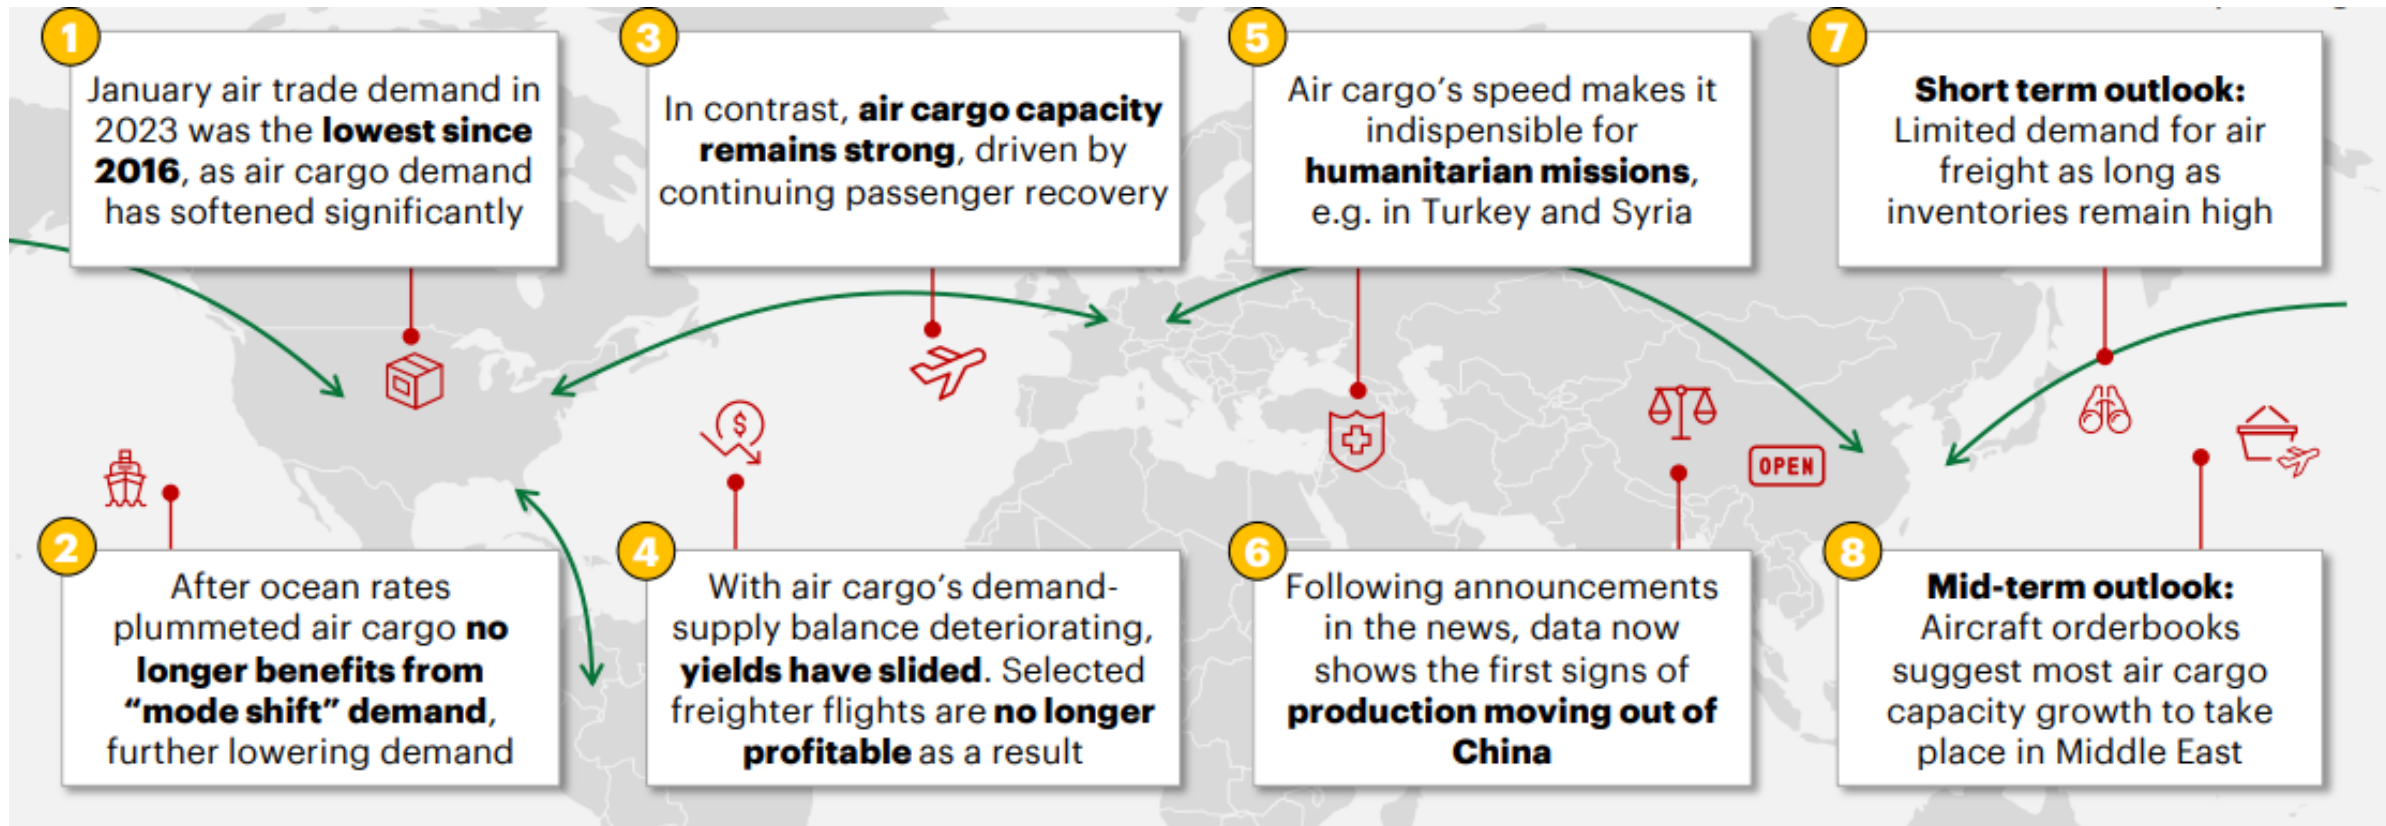 1
January air trade demand in
2023 was the lowest since
2016, as air cargo demand
has softened significantly
2
After ocean rates
plummeted air cargo no
longer benefits from
“mode shift” demand,
further lowering demand
3
In contrast, air cargo capacity
remains strong, driven by
continuing passenger recovery
4
With air cargo’s demand-
supply balance deteriorating,
yields have slided. Selected
freighter flights are no longer
profitable as a result
5
Air cargo’s speed makes it
indispensible for
humanitarian missions,
e.g. in Turkey and Syria
6
Following announcements
in the news, data now
shows the first signs of
production moving out of
China
7
Short term outlook:
Limited demand for air
freight as long as
inventories remain high
8
Mid-term outlook:
Aircraft orderbooks
suggest most air cargo
capacity growth to take
place in Middle East
$
OPEN